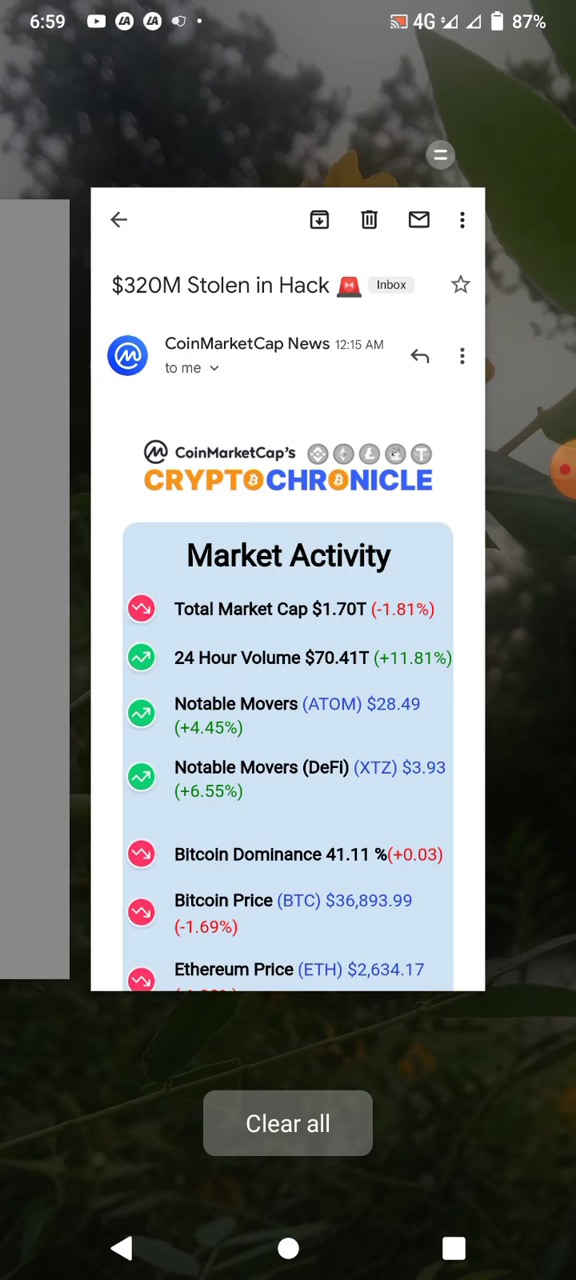 6:59
4G
87%
$320M Stolen in Hack
Inbox
CoinMarketCap News 12:15 AM
to me
CoinMarketCap's
CRYPTOCHRONICLE
Market Activity
Total Market Cap $1.70T (-1.81%)
24 Hour Volume $70.41T (+11.81%)
Notable Movers (ATOM) $28.49
(+4.45%)
Notable Movers (DeFi) (XTZ) $3.93
(+6.55%)
Bitcoin Dominance 41.11 %(+0.03)
Bitcoin Price (BTC) $36,893.99
(-1.69%)
Ethereum Price (ETH) $2,634.17
Clear all